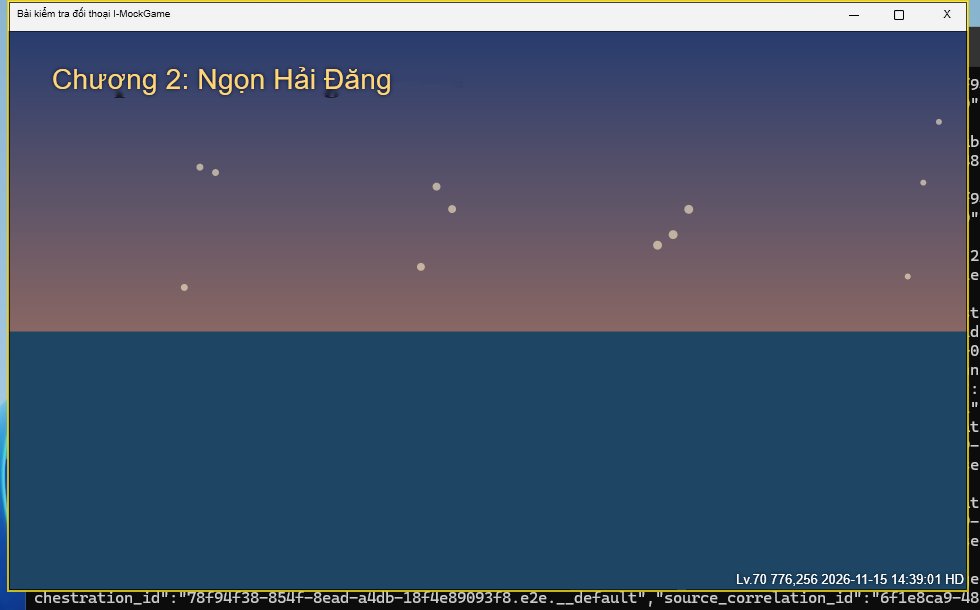 Bài kiểm tra đối thoại I-MockGame
X
Chương 2: Ngọn Hải Đăng
Lv.70 776,256 2026-11-15 14:39:01 HD
chestration_id":"78f94f38-854f-8ead-a4db-18f4e89093f8.e2e.__default","source_correlation_id":"6f1e8ca9-4